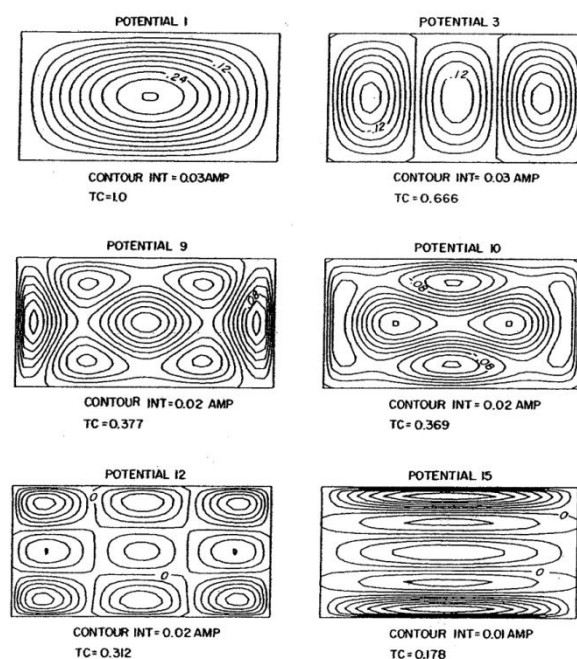 POTENTIAL 1
.24
.12
CONTOUR INT = 0.03AMP
TC=1.0
POTENTIAL 3
.12
-.12
CONTOUR INT = 0.03 AMP
TC = 0.666
POTENTIAL 9
-.08
CONTOUR INT=0.02 AMP
TC=0.377
POTENTIAL 10
-.08
-.08
CONTOUR INT=0.02 AMP
TC=0.369
POTENTIAL 12
0
0
CONTOUR INT=0.02 AMP
TC=0.312
POTENTIAL 15
0
0
CONTOUR INT=0.01 AMP
TC=0.178